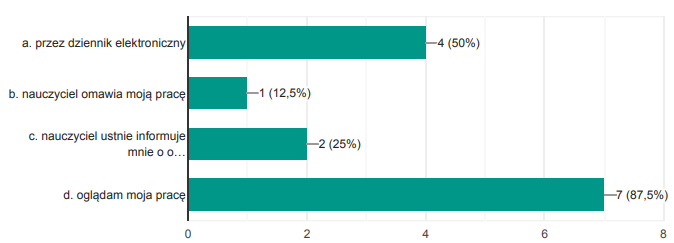 a. przez dziennik elektroniczny
4 (50%)
b. nauczyciel omawia moją pracę
1 (12,5%)
c. nauczyciel ustnie informuje
mnie o o…
2 (25%)
d. oglądam moja pracę
7 (87,5%)
0 2 4 6 8